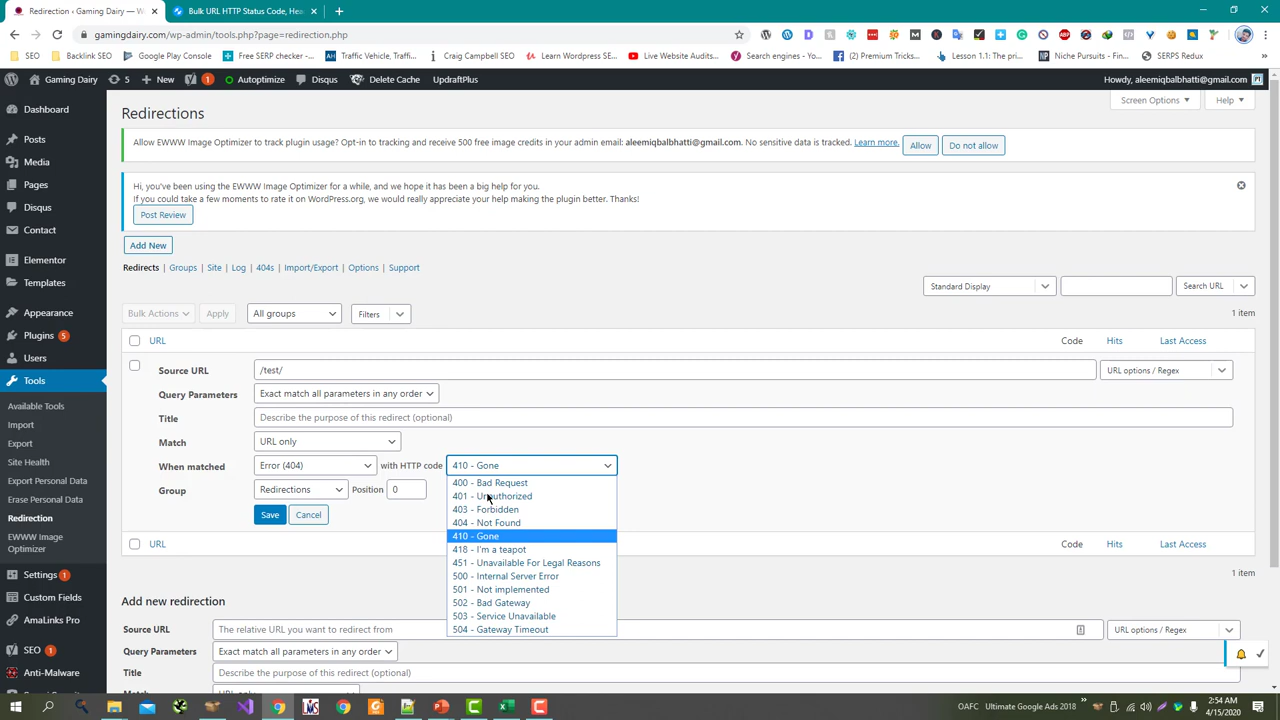 Redirection ‹ Gaming Dairy — W
Bulk URL HTTP Status Code, Hea
gamingdairy.com/wp-admin/tools.php?page=redirection.php
SEO
Backlink SEO
Google Play Console
Free SERP checker -...
Traffic Vehicle, Traffi...
Craig Campbell SEO
Learn Wordpress SE...
Live Website Audits...
Search engines - Yo...
(2) Premium Tricks...
Lesson 1.1: The pri...
Niche Pursuits - Ex...
SERPS Redux
Gaming Dairy
5
New
1
Autoptimize
Disqus
Delete Cache
UpdraftPlus
Howdy, aleemiqbalbhatti@gmail.com
Dashboard
Posts
Media
Pages
Disqus
Contact
Elementor
Templates
Appearance
Plugins 5
Users
Tools
Available Tools
Import
Export
Site Health
Export Personal Data
Erase Personal Data
Redirection
EWWW Image
Optimizer
Settings 1
Custom Fields
AmaLinks Pro
SEO 1
Anti-Malware
Screen Options
Help
Redirections
Allow EWWW Image Optimizer to track plugin usage? Opt-in to tracking and receive 500 free image credits in your admin email: aleemiqbalbhatti@gmail.com. No sensitive data is tracked. Learn more.
Allow
Do not allow
Hi, you've been using the EWWW Image Optimizer for a while, and we hope it has been a big help for you.
If you could take a few moments to rate it on WordPress.org, we would really appreciate your help making the plugin better. Thanks!
Post Review
Add New
Redirects | Groups | Site | Log | 404s | Import/Export | Options | Support
Standard Display
Search URL
Bulk Actions
Apply
All groups
Filters
1 item
URL
Code
Hits
Last Access
Source URL
/test/
URL options / Regex
Query Parameters
Exact match all parameters in any order
Title
Describe the purpose of this redirect (optional)
Match
URL only
When matched
Error (404)
with HTTP code
410 - Gone
Group
Redirections
Position
0
Save
Cancel
400 - Bad Request
401 - Unauthorized
403 - Forbidden
404 - Not Found
410 - Gone
418 - I'm a teapot
451 - Unavailable For Legal Reasons
500 - Internal Server Error
501 - Not implemented
502 - Bad Gateway
503 - Service Unavailable
504 - Gateway Timeout
URL
Code
Hits
Last Access
1 item
Add new redirection
Source URL
The relative URL you want to redirect from
URL options / Regex
Query Parameters
Exact match all parameters in any order
Title
Describe the purpose of this redirect (optional)
OAFC
Ultimate Google Ads 2018
2:54 AM
4/15/2020